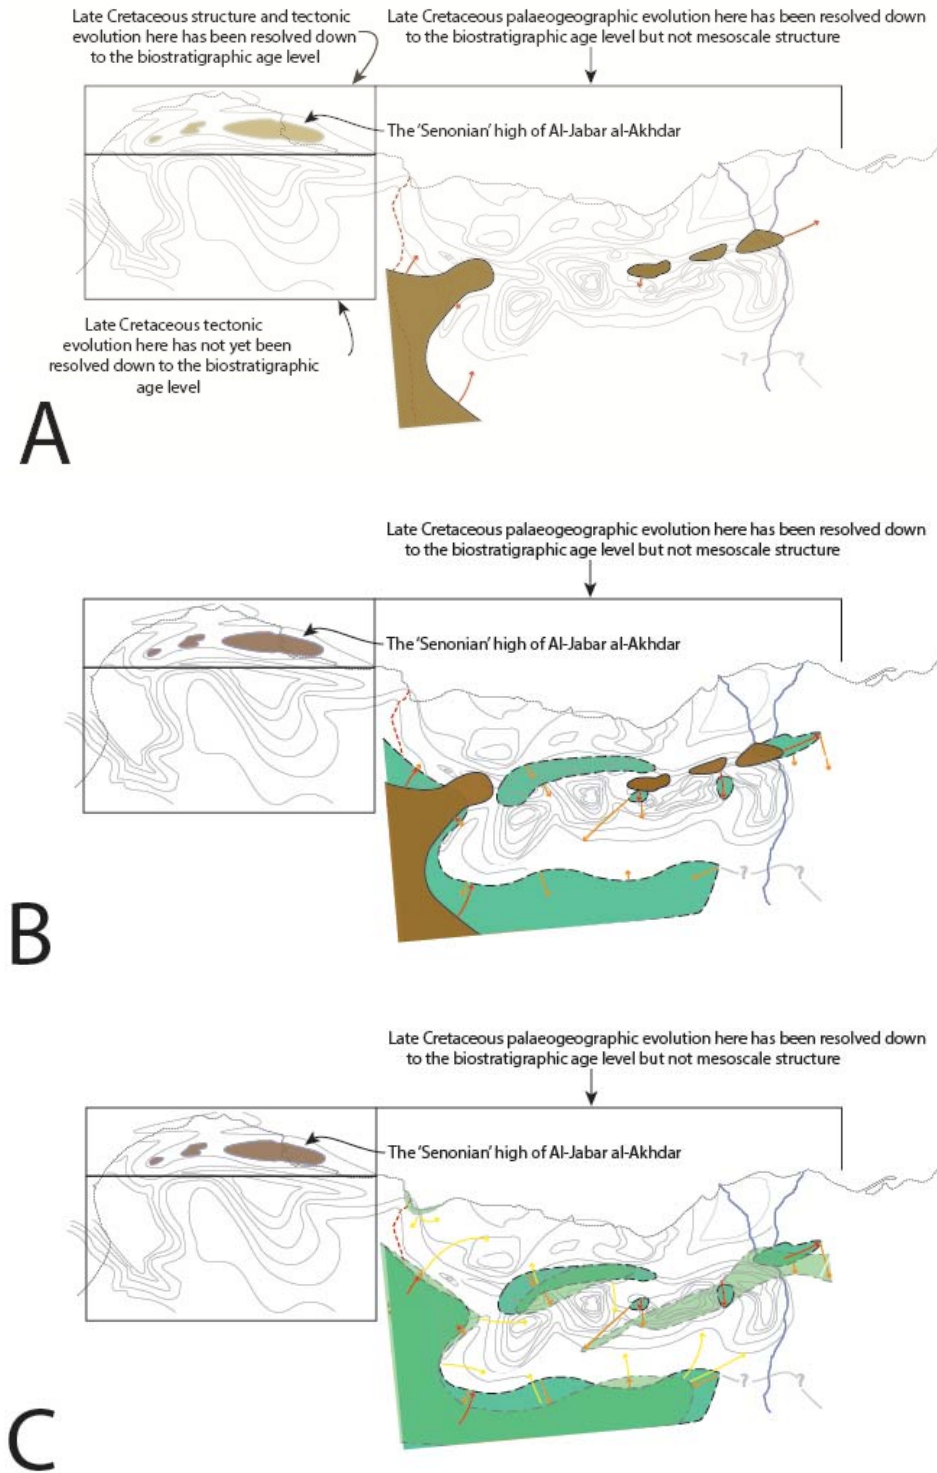 Late Cretaceous structure and tectonic
evolution here has been resolved down
to the biostratigraphic age level
Late Cretaceous palaeogeographic evolution here has been resolved down
to the biostratigraphic age level but not mesoscale structure
The 'Senonian' high of Al-Jabar al-Akhdar
Late Cretaceous tectonic
evolution here has not yet been
resolved down to the biostratigraphic
age level
?
?
A
Late Cretaceous palaeogeographic evolution here has been resolved down
to the biostratigraphic age level but not mesoscale structure
The 'Senonian' high of Al-Jabar al-Akhdar
?
?
B
Late Cretaceous palaeogeographic evolution here has been resolved down
to the biostratigraphic age level but not mesoscale structure
The 'Senonian' high of Al-Jabar al-Akhdar
?
?
C